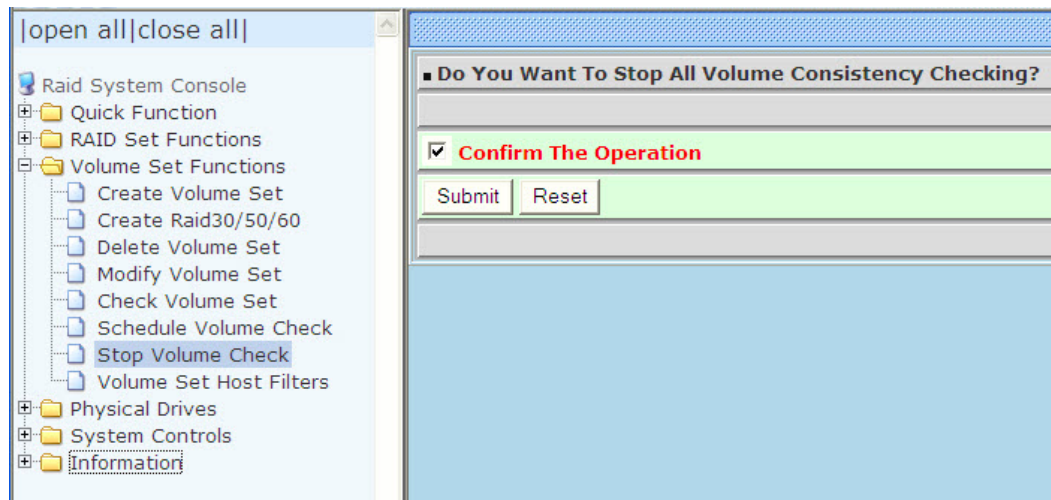 |open all|close all|
Raid System Console
Quick Function
RAID Set Functions
Volume Set Functions
Create Volume Set
Create Raid30/50/60
Delete Volume Set
Modify Volume Set
Check Volume Set
Schedule Volume Check
Stop Volume Check
Volume Set Host Filters
Physical Drives
System Controls
Information
Do You Want To Stop All Volume Consistency Checking?
Confirm The Operation
Submit Reset